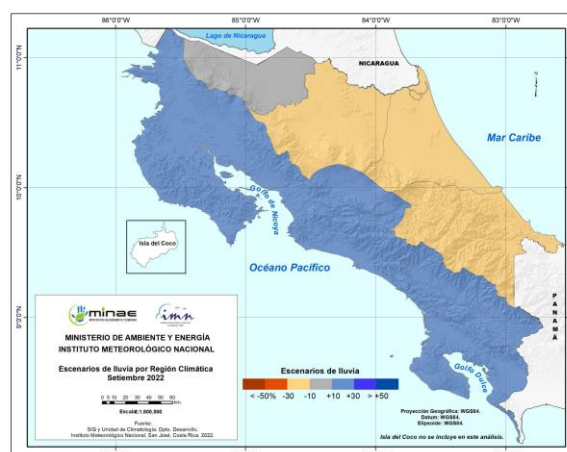 86°0'0"W
85°0'0"W
84°0'0"W
83°0'0"W
11°0'0"N
10°0'0"N
9°0'0"N
Lago de Nicaragua
NICARAGUA
Mar Caribe
Golfo de Nicoya
Isla del Coco
Océano Pacífico
PANAMÁ
Golfo Dulce
minae
imn
MINISTERIO DE AMBIENTE Y ENERGÍA
INSTITUTO METEOROLÓGICO NACIONAL
Escenarios de lluvia por Región Climática
Setiembre 2022
Fuente:
SIG y Unidad de Climatología. Dpto. Desarrollo.
Instituto Meteorológico Nacional, San José, Costa Rica. 2022.
Escenarios de lluvia
< -50% -30 -10 +10 +30 > +50
Proyección Geográfica: WGS84.
Datum: WGS84.
Elipsoide: WGS84.
Isla del Coco no se incluye en este análisis.